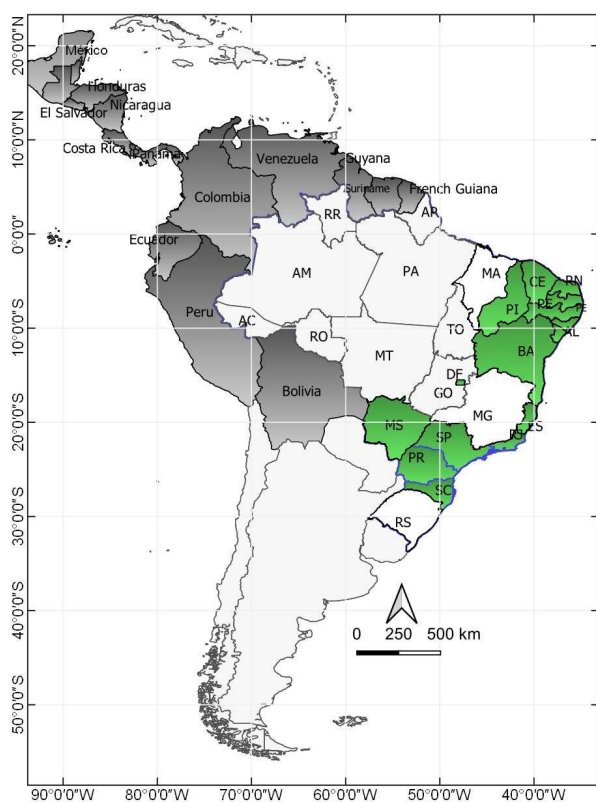 20°0'0"N
10°0'0"N
0°0'0"
10°0'0"S
20°0'0"S
30°0'0"S
40°0'0"S
50°0'0"S
México
Honduras
Nicaragua
El Salvador
Costa Rica
Panamá
Venezuela
Guyana
Suriname
French Guiana
Colombia
RR
AP
Ecuador
AM
PA
MA
CE
RN
PI
PE
PE
Peru
AC
RO
TO
AL
MT
BA
DF
GO
Bolivia
MG
ES
MS
SP
RJ
PR
SC
RS
0 250 500 km
90°0'0"W 80°0'0"W 70°0'0"W 60°0'0"W 50°0'0"W 40°0'0"W